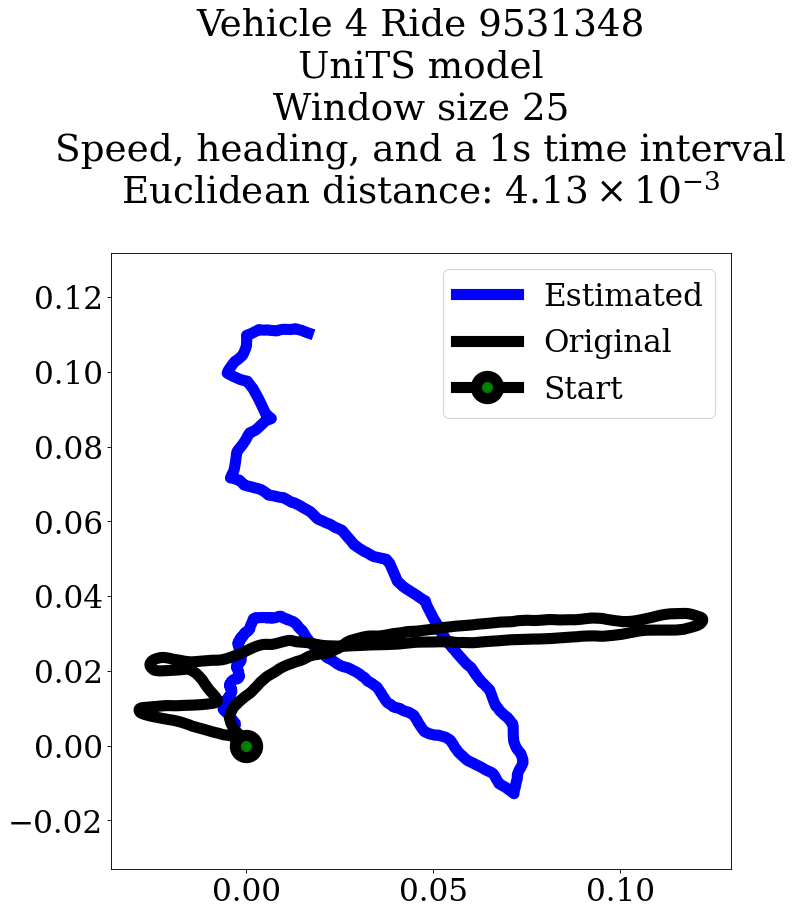 Vehicle 4 Ride 9531348
UniTS model
Window size 25
Speed, heading, and a 1s time interval
Euclidean distance: 4.13 × 10⁻³
Estimated
Original
Start
0.12
0.10
0.08
0.06
0.04
0.02
0.00
−0.02
0.00 0.05 0.10